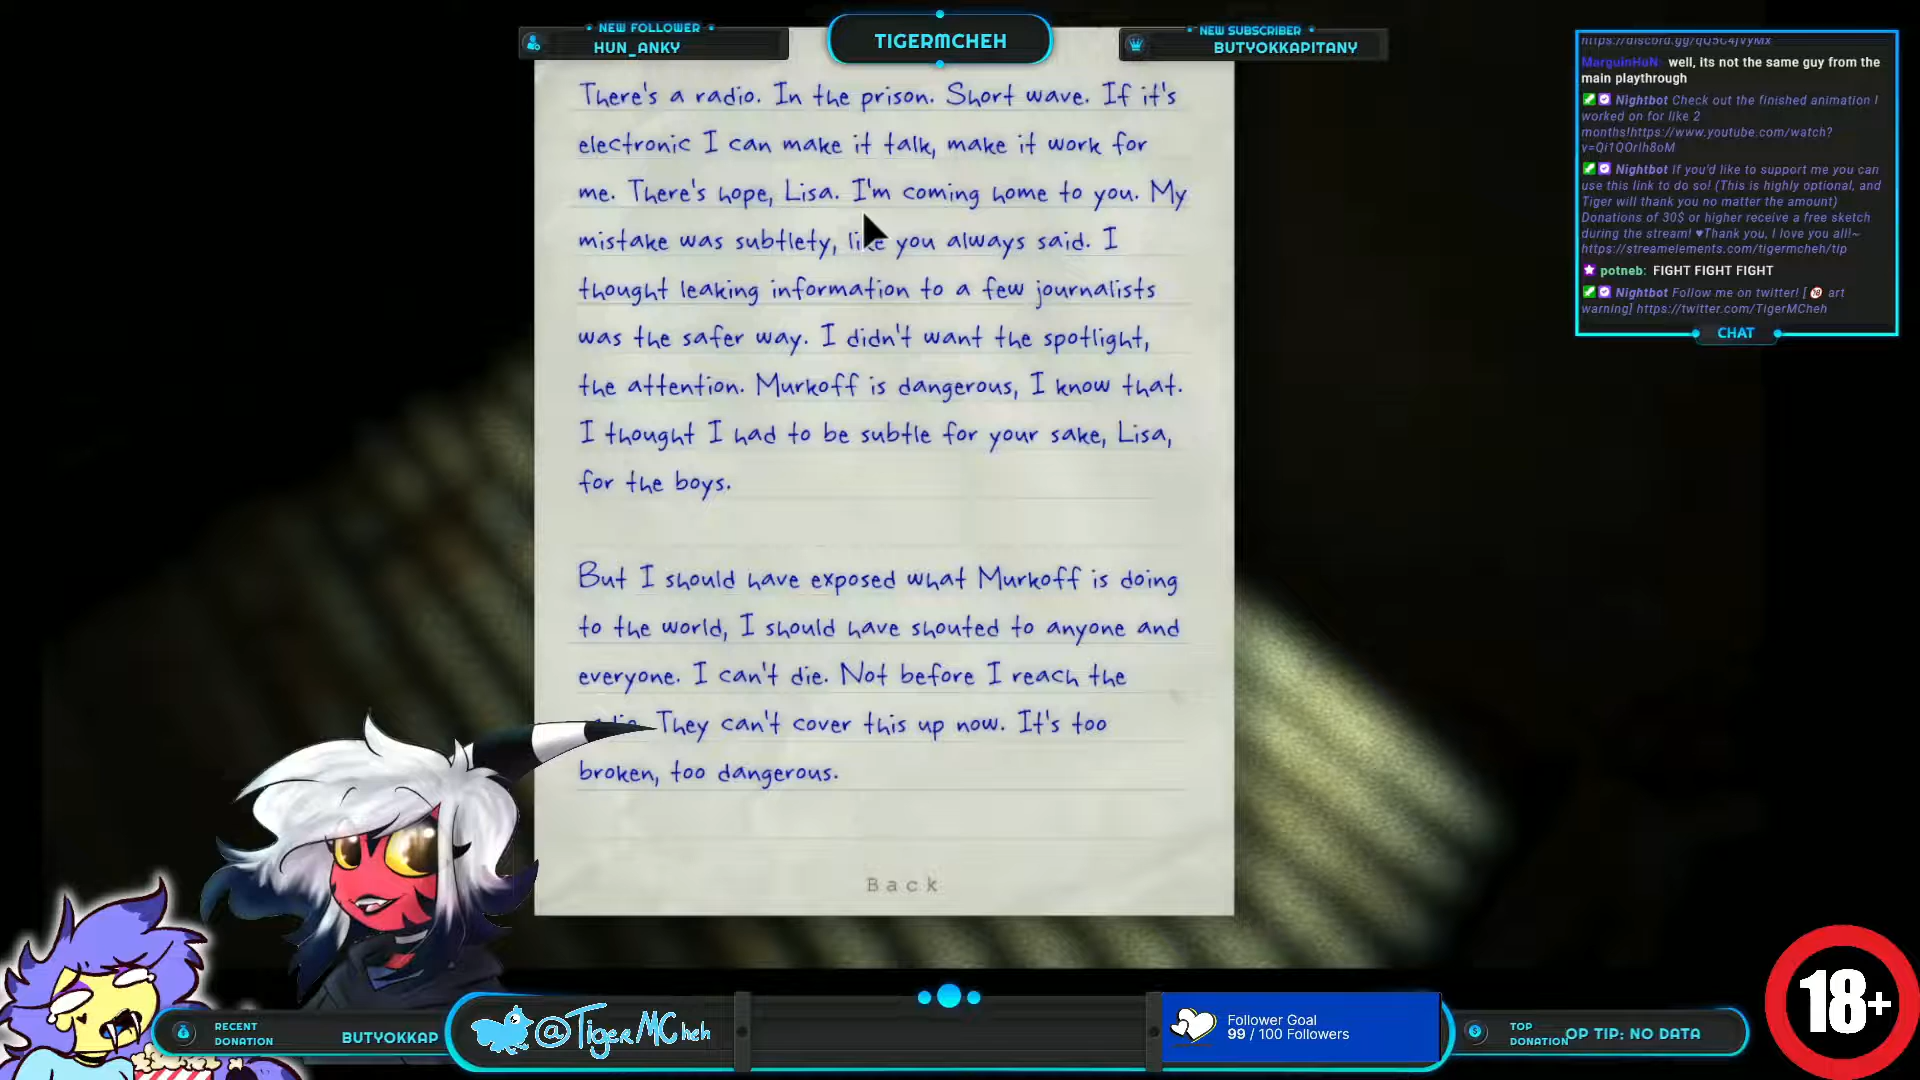 NEW FOLLOWER
HUN_ANKY
TIGERMCHEH
NEW SUBSCRIBER
BUTYOKKAPITANY
There's a radio. In the prison. Short wave. If it's
electronic I can make it talk, make it work for
me. There's hope, Lisa. I'm coming home to you. My
mistake was subtlety, like you always said. I
thought leaking information to a few journalists
was the safer way. I didn't want the spotlight,
the attention. Murkoff is dangerous, I know that.
I thought I had to be subtle for your sake, Lisa,
for the boys.
But I should have exposed what Murkoff is doing
to the world, I should have shouted to anyone and
everyone. I can't die. Not before I reach the
They can't cover this up now. It's too
broken, too dangerous.
Back
MarguinHuN: well, its not the same guy from the
main playthrough
Nightbot Check out the finished animation I
worked on for like 2
months!https://www.youtube.com/watch?
v=Qi1QOrlh8oM
Nightbot If you'd like to support me you can
use this link to do so! (This is highly optional, and
Tiger will thank you no matter the amount)
Donations of 30$ or higher receive a free sketch
during the stream! ♥Thank you, I love you all!~
https://streamelements.com/tigermcheh/tip
potneb: FIGHT FIGHT FIGHT
Nightbot Follow me on twitter! [ 🔞 art
warning] https://twitter.com/TigerMCheh
CHAT
RECENT
DONATION
BUTYOKKAP
@TigerMCheh
Follower Goal
99 / 100 Followers
TOP
DONATION
OP TIP: NO DATA
18+